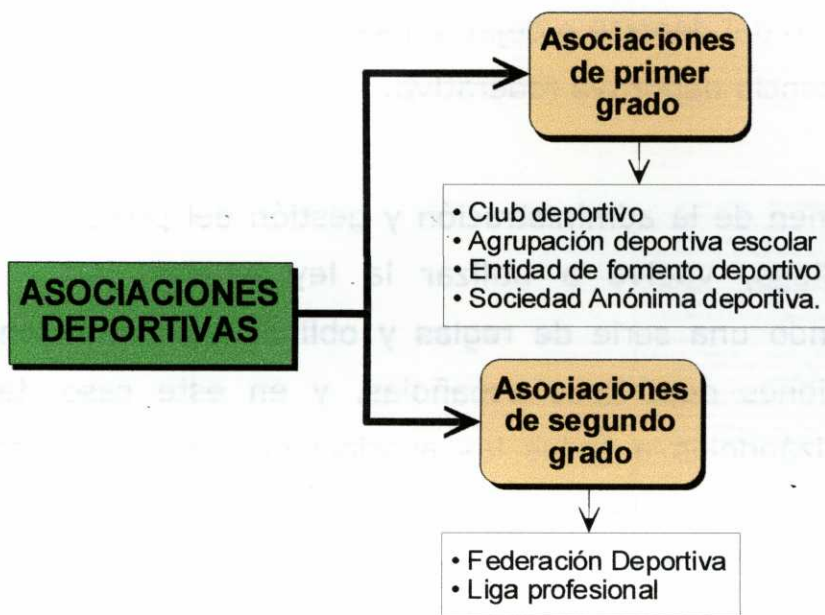 Asociaciones
de primer
grado
• Club deportivo
• Agrupación deportiva escolar
• Entidad de fomento deportivo
• Sociedad Anónima deportiva.
ASOCIACIONES
DEPORTIVAS
Asociaciones
de segundo
grado
• Federación Deportiva
• Liga profesional